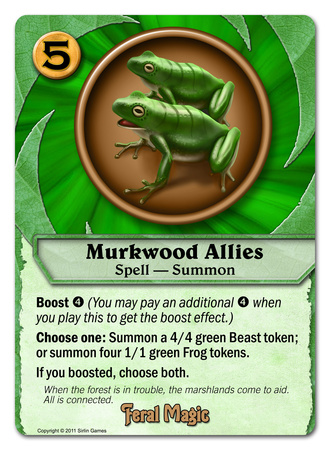 5
Murkwood Allies
Spell — Summon
Boost ❹ (You may pay an additional ❹ when
you play this to get the boost effect.)
Choose one: Summon a 4/4 green Beast token;
or summon four 1/1 green Frog tokens.
If you boosted, choose both.
When the forest is in trouble, the marshlands come to aid.
All is connected.
Feral Magic
Copyright © 2011 Sirlin Games